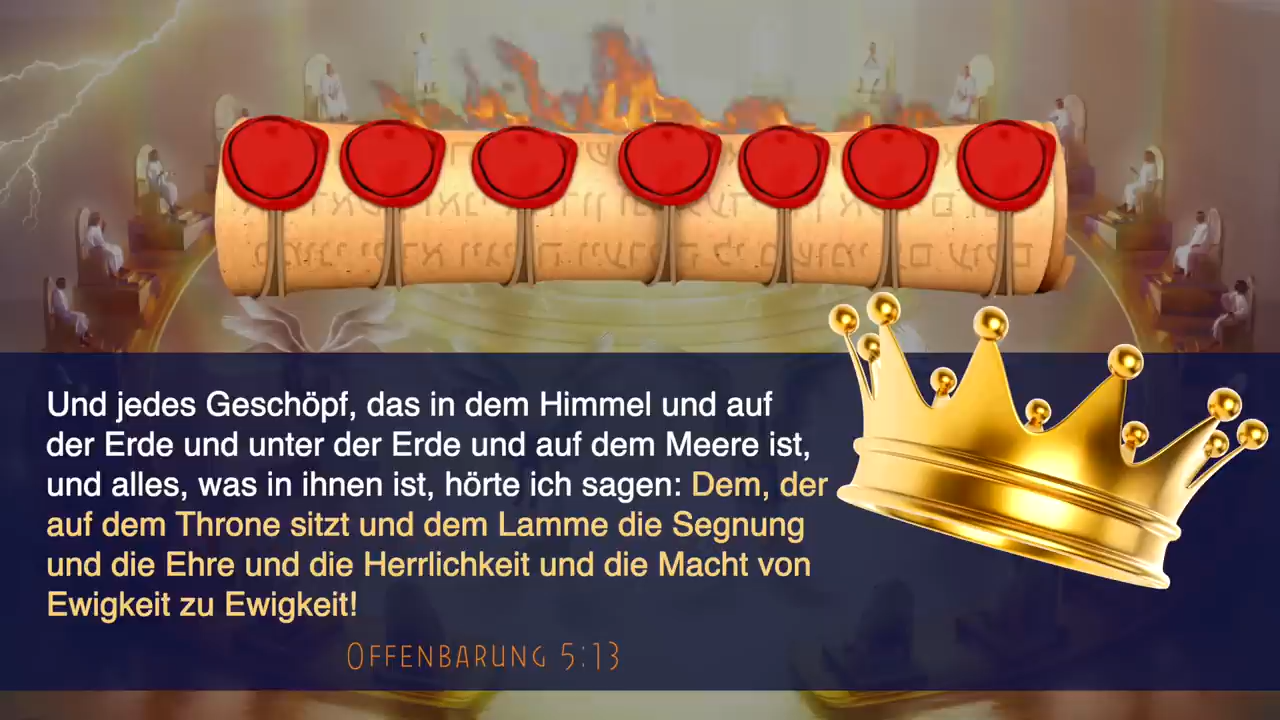 Und jedes Geschöpf, das in dem Himmel und auf
der Erde und unter der Erde und auf dem Meere ist,
und alles, was in ihnen ist, hörte ich sagen: Dem, der
auf dem Throne sitzt und dem Lamme die Segnung
und die Ehre und die Herrlichkeit und die Macht von
Ewigkeit zu Ewigkeit!
OFFENBARUNG 5:13